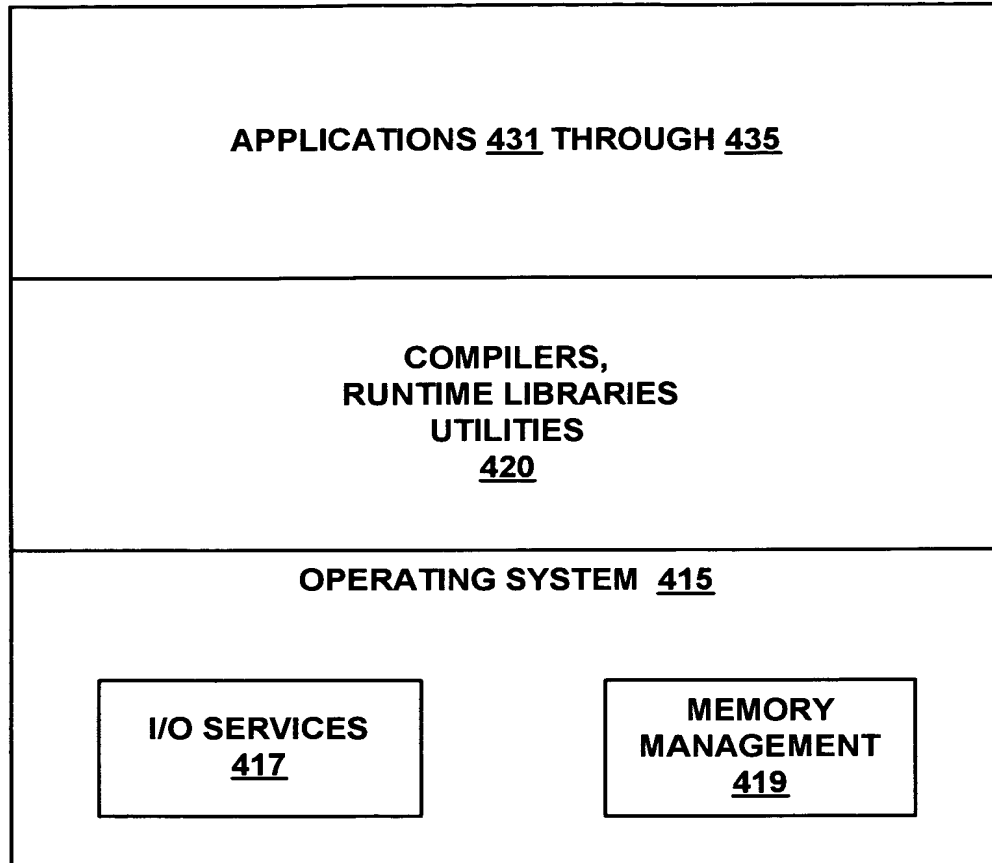 APPLICATIONS 431 THROUGH 435
COMPILERS,
RUNTIME LIBRARIES
UTILITIES
420
OPERATING SYSTEM 415
I/O SERVICES
417
MEMORY
MANAGEMENT
419